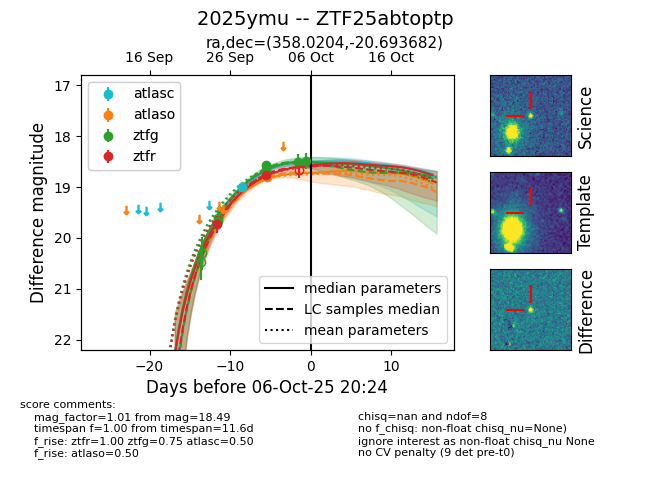 2025ymu -- ZTF25abtoptp
ra,dec=(358.0204,-20.693682)
16 Sep 26 Sep 06 Oct 16 Oct
17
18
19
20
21
22
Difference magnitude
atlasc
atlaso
ztfg
ztfr
median parameters
LC samples median
mean parameters
−20 −10 0 10
Days before 06-Oct-25 20:24
Science
Template
Difference
score comments:
mag_factor=1.01 from mag=18.49
timespan f=1.00 from timespan=11.6d
f_rise: ztfr=1.00 ztfg=0.75 atlasc=0.50
f_rise: atlaso=0.50
chisq=nan and ndof=8
no f_chisq: non-float chisq_nu=None)
ignore interest as non-float chisq_nu None
no CV penalty (9 det pre-t0)